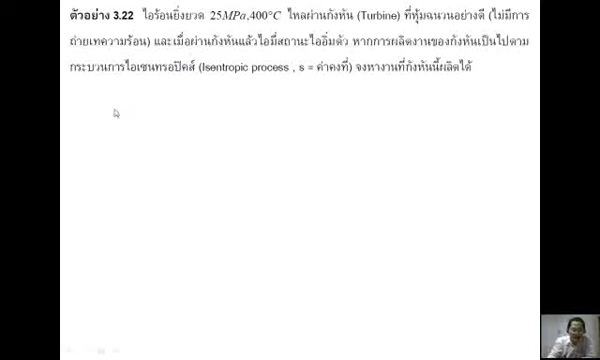 ตัวอย่าง 3.22 ไอร้อนยิ่งยวด 25MPa,400°C ไหลผ่านกังหัน (Turbine) ที่หุ้มฉนวนอย่างดี (ไม่มีการ
ถ่ายเทความร้อน) และเมื่อผ่านกังหันแล้วไอมีสถานะไออิ่มตัว หากการผลิตงานของกังหันเป็นไปตาม
กระบวนการไอเซนทรอปิคส์ (Isentropic process , s = ค่าคงที่) จงหางานที่กังหันนี้ผลิตได้